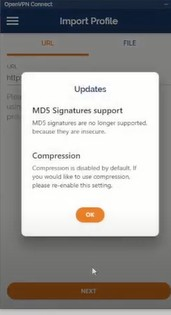 OpenVPN Connect
Import Profile
URL
FILE
URL
http
Updates
MD5 Signatures support
MD5 signatures are no longer supported,
because they are insecure.
Compression
Compression is disabled by default. If
you would like to use compression,
please re-enable this setting.
OK
NEXT